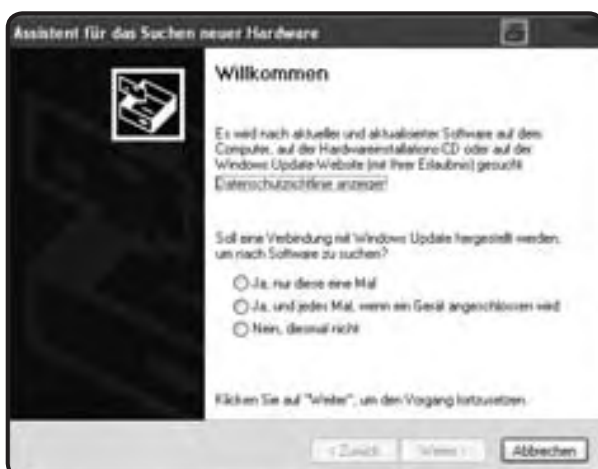 Assistent für das Suchen neuer Hardware
Willkommen
Es wird nach aktueller und aktualisierter Software auf dem
Computer, auf der Hardwareinstallations-CD oder auf der
Windows Update-Website (mit Ihrer Erlaubnis) gesucht.
Datenschutzrichtlinie anzeigen
Soll eine Verbindung mit Windows Update hergestellt werden,
um nach Software zu suchen?
Ja, nur diese eine Mal
Ja, und jedes Mal, wenn ein Gerät angeschlossen wird
Nein, diesmal nicht
Klicken Sie auf "Weiter", um den Vorgang fortzusetzen.
< Zurück
Weiter >
Abbrechen